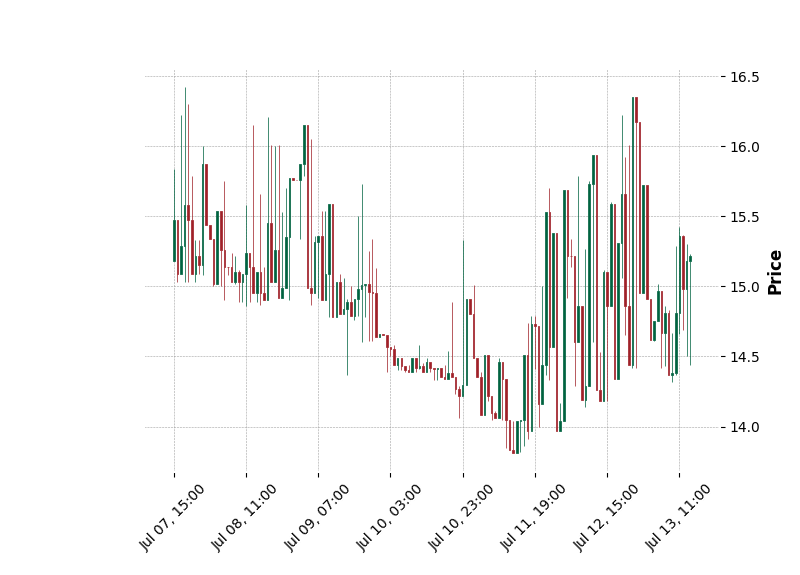 16.5
16.0
15.5
15.0
14.5
14.0
Price
Jul 07, 15:00
Jul 08, 11:00
Jul 09, 07:00
Jul 10, 03:00
Jul 10, 23:00
Jul 11, 19:00
Jul 12, 15:00
Jul 13, 11:00